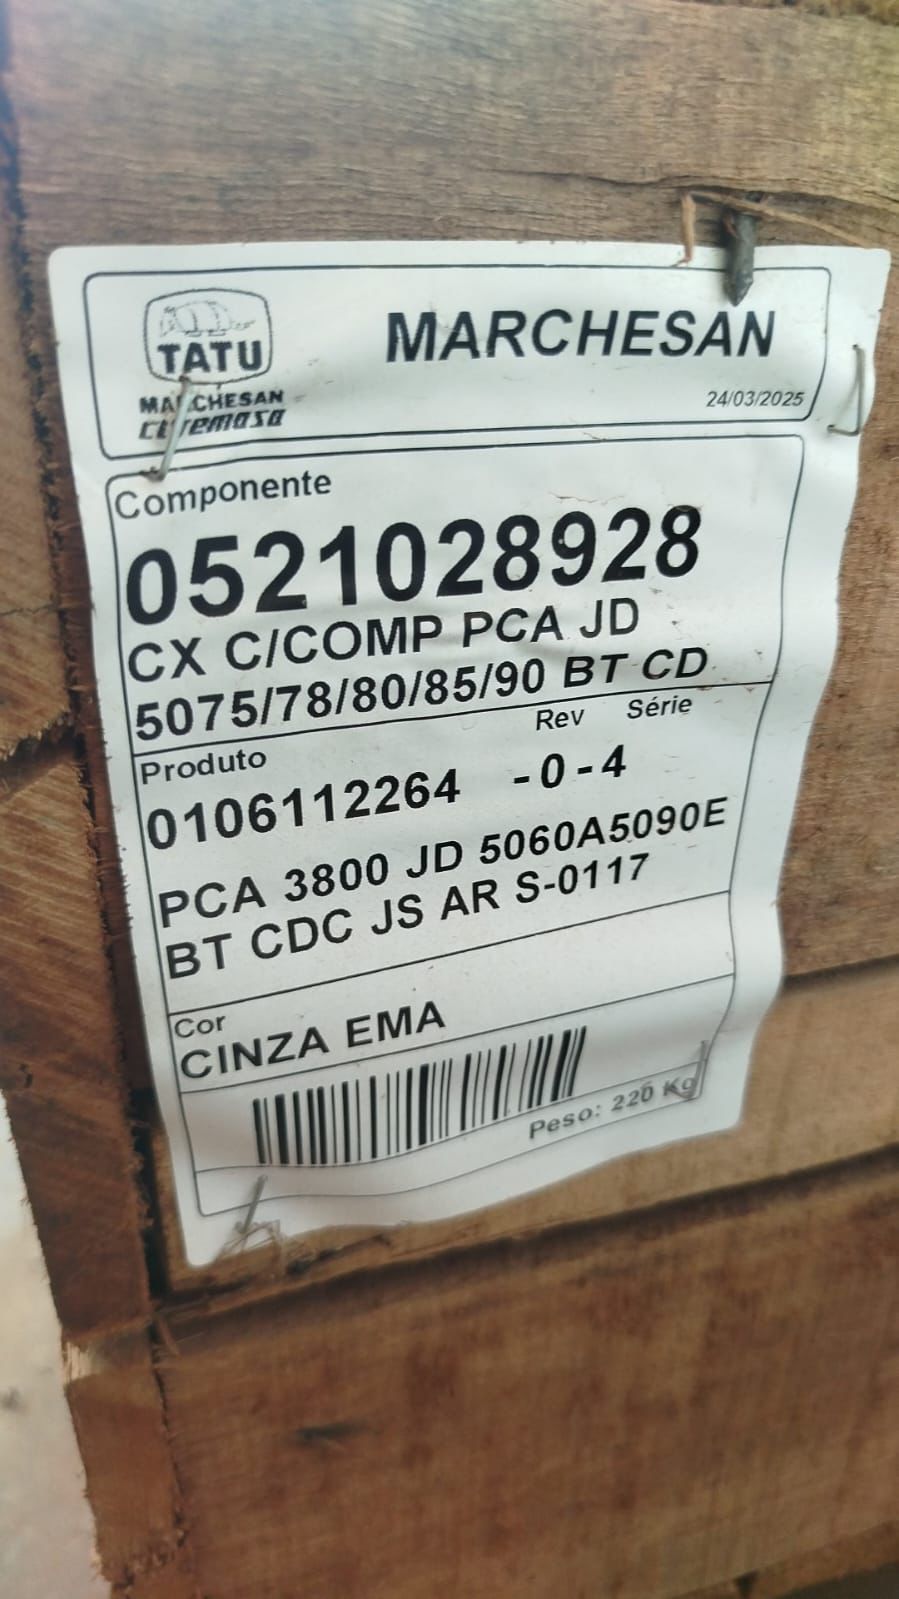 TATU
MARCHESAN
Civemasa
MARCHESAN
24/03/2025
Componente
0521028928
CX C/COMP PCA JD
5075/78/80/85/90 BT CD
Produto Rev Série
0106112264 -0-4
PCA 3800 JD 5060A5090E
BT CDC JS AR S-0117
Cor
CINZA EMA
Peso: 220 Kg